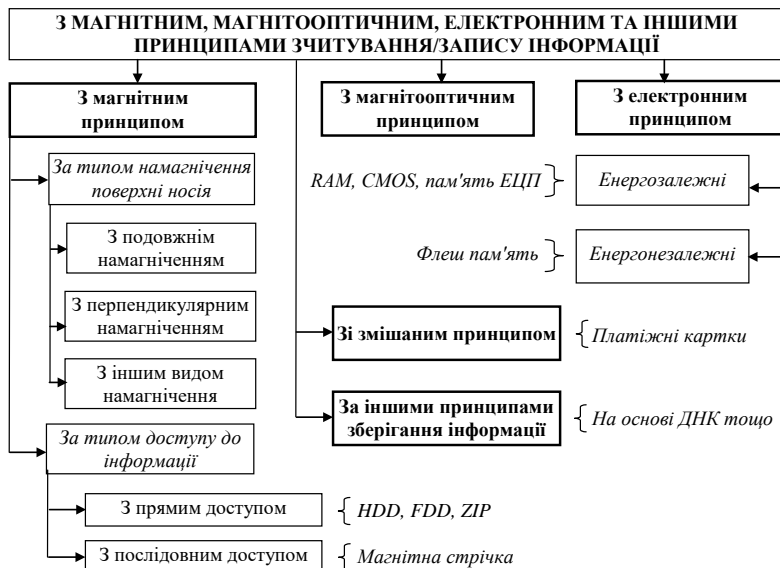 З МАГНІТНИМ, МАГНІТООПТИЧНИМ, ЕЛЕКТРОННИМ ТА ІНШИМИ
ПРИНЦИПАМИ ЗЧИТУВАННЯ/ЗАПИСУ ІНФОРМАЦІЇ
З магнітним
принципом
З магнітооптичним
принципом
З електронним
принципом
За типом намагнічення
поверхні носія
RAM, CMOS, пам'ять ЕЦП
Енергозалежні
З подовжнім
намагніченням
Флеш пам'ять
Енергонезалежні
З перпендикулярним
намагніченням
Зі змішаним принципом
Платіжні картки
З іншим видом
намагнічення
За іншими принципами
зберігання інформації
На основі ДНК тощо
За типом доступу до
інформації
З прямим доступом
HDD, FDD, ZIP
З послідовним доступом
Магнітна стрічка